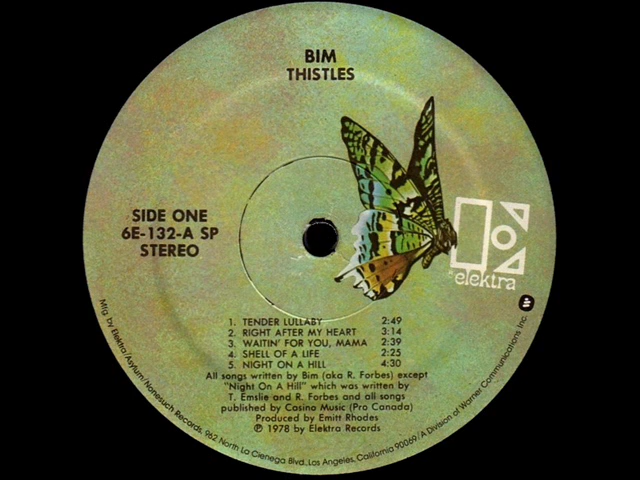 BIM
THISTLES
SIDE ONE
6E-132-A SP
STEREO
elektra
1. TENDER LULLABY 2:49
2. RIGHT AFTER MY HEART 3:14
3. WAITIN' FOR YOU, MAMA 2:39
4. SHELL OF A LIFE 2:25
5. NIGHT ON A HILL 4:30
All songs written by Bim (aka R. Forbes) except
"Night On A Hill" which was written by
T. Emslie and R. Forbes and all songs
published by Casino Music (Pro Canada)
Produced by Emitt Rhodes
℗ 1978 by Elektra Records
Mfg. by Elektra/Asylum/Nonesuch Records, 962 North La Cienega Blvd., Los Angeles, California 90069/A Division of Warner Communications Inc.